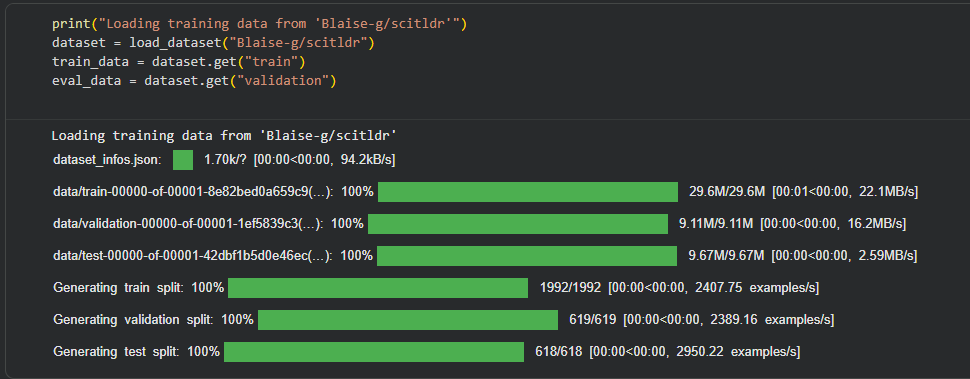 print("Loading training data from 'Blaise-g/scitldr'")
dataset = load_dataset("Blaise-g/scitldr")
train_data = dataset.get("train")
eval_data = dataset.get("validation")
Loading training data from 'Blaise-g/scitldr'
dataset_infos.json: 1.70k/? [00:00<00:00, 94.2kB/s]
data/train-00000-of-00001-8e82bed0a659c9(…): 100% 29.6M/29.6M [00:01<00:00, 22.1MB/s]
data/validation-00000-of-00001-1ef5839c3(…): 100% 9.11M/9.11M [00:00<00:00, 16.2MB/s]
data/test-00000-of-00001-42dbf1b5d0e46ec(…): 100% 9.67M/9.67M [00:00<00:00, 2.59MB/s]
Generating train split: 100% 1992/1992 [00:00<00:00, 2407.75 examples/s]
Generating validation split: 100% 619/619 [00:00<00:00, 2389.16 examples/s]
Generating test split: 100% 618/618 [00:00<00:00, 2950.22 examples/s]